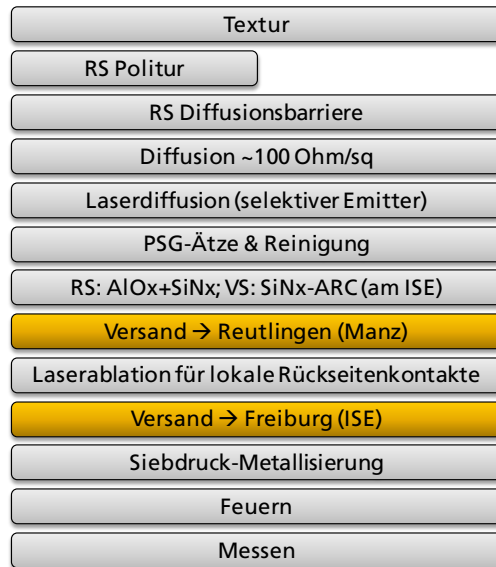 Textur
RS Politur
RS Diffusionsbarriere
Diffusion ~100 Ohm/sq
Laserdiffusion (selektiver Emitter)
PSG-Ätze & Reinigung
RS: AlOx+SiNx; VS: SiNx-ARC (am ISE)
Versand → Reutlingen (Manz)
Laserablation für lokale Rückseitenkontakte
Versand → Freiburg (ISE)
Siebdruck-Metallisierung
Feuern
Messen